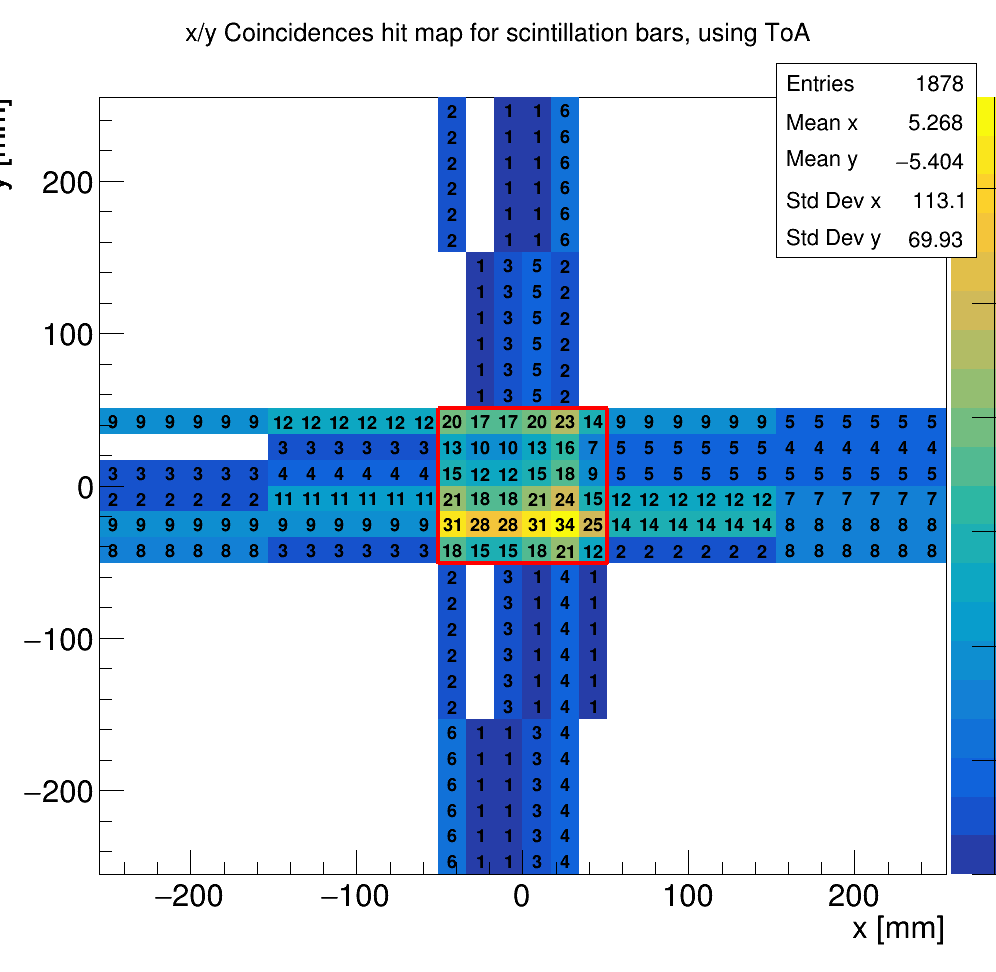 x/y Coincidences hit map for scintillation bars, using ToA
Entries 1878
Mean x 5.268
Mean y −5.404
Std Dev x 113.1
Std Dev y 69.93
y [mm]
200
100
0
−100
−200
2 1 1 6
2 1 1 6
2 1 1 6
2 1 1 6
2 1 1 6
2 1 1 6
1 3 5 2
1 3 5 2
1 3 5 2
1 3 5 2
1 3 5 2
1 3 5 2
9 9 9 9 9 9 12 12 12 12 12 12 20 17 17 20 23 14 9 9 9 9 9 9 5 5 5 5 5 5
3 3 3 3 3 3 13 10 10 13 16 7 5 5 5 5 5 5 4 4 4 4 4 4
3 3 3 3 3 3 4 4 4 4 4 4 15 12 12 15 18 9 5 5 5 5 5 5 5 5 5 5 5 5
2 2 2 2 2 2 11 11 11 11 11 11 21 18 18 21 24 15 12 12 12 12 12 12 7 7 7 7 7 7
9 9 9 9 9 9 9 9 9 9 9 9 31 28 28 31 34 25 14 14 14 14 14 14 8 8 8 8 8 8
8 8 8 8 8 8 3 3 3 3 3 3 18 15 15 18 21 12 2 2 2 2 2 2 8 8 8 8 8 8
2 3 1 4 1
2 3 1 4 1
2 3 1 4 1
2 3 1 4 1
2 3 1 4 1
2 3 1 4 1
6 1 1 3 4
6 1 1 3 4
6 1 1 3 4
6 1 1 3 4
6 1 1 3 4
6 1 1 3 4
−200 −100 0 100 200
x [mm]